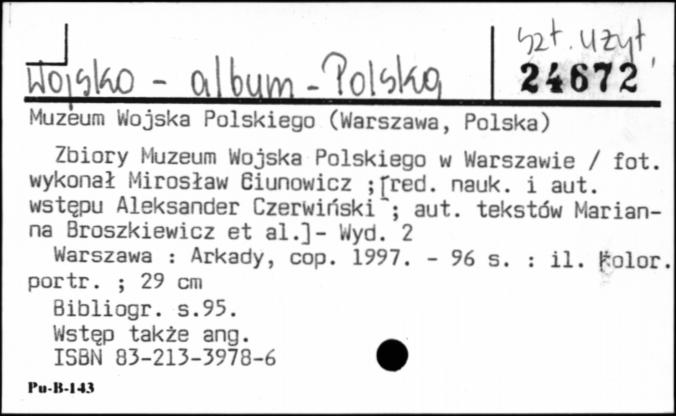 szt. użyt.
Wojsko - album - Polska
24672
Muzeum Wojska Polskiego (Warszawa, Polska)
Zbiory Muzeum Wojska Polskiego w Warszawie / fot.
wykonał Mirosław Ciunowicz ; [red. nauk. i aut.
wstępu Aleksander Czerwiński ; aut. tekstów Marian-
na Broszkiewicz et al.]- Wyd. 2
Warszawa : Arkady, cop. 1997. - 96 s. : il. kolor.
portr. ; 29 cm
Bibliogr. s.95.
Wstęp także ang.
ISBN 83-213-3978-6
Pu-B-143